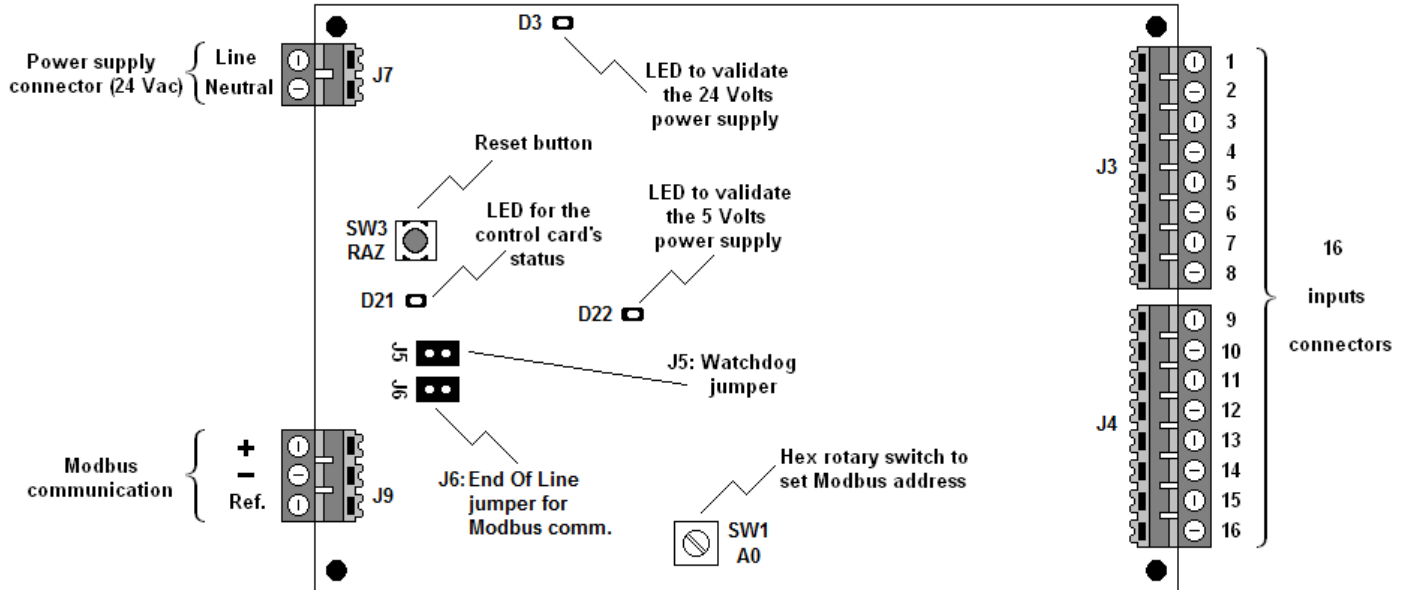 D3
Power supply
connector (24 Vac)
Line
Neutral
J7
LED to validate
the 24 Volts
power supply
Reset button
SW3
RAZ
LED for the
control card's
status
D21
LED to validate
the 5 Volts
power supply
D22
J5
J6
J5: Watchdog
jumper
Modbus
communication
+
−
Ref.
J9
J6: End Of Line
jumper for
Modbus comm.
Hex rotary switch to
set Modbus address
SW1
A0
J3
1
2
3
4
5
6
7
8
J4
9
10
11
12
13
14
15
16
16
inputs
connectors